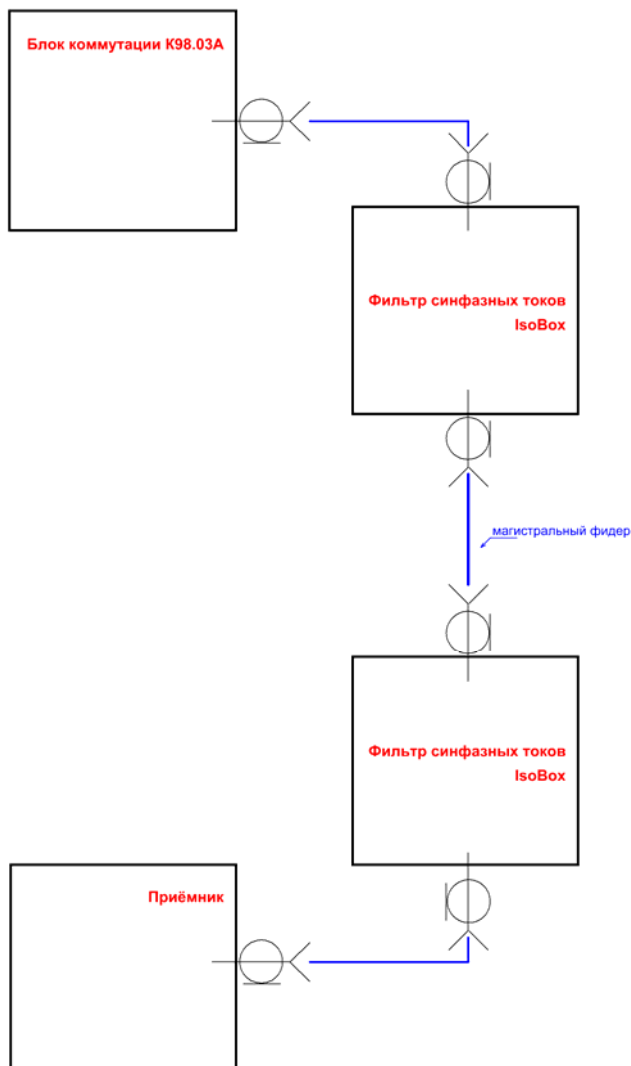 Блок коммутации К98.03А
Фильтр синфазных токов
IsoBox
магистральный фидер
Фильтр синфазных токов
IsoBox
Приёмник